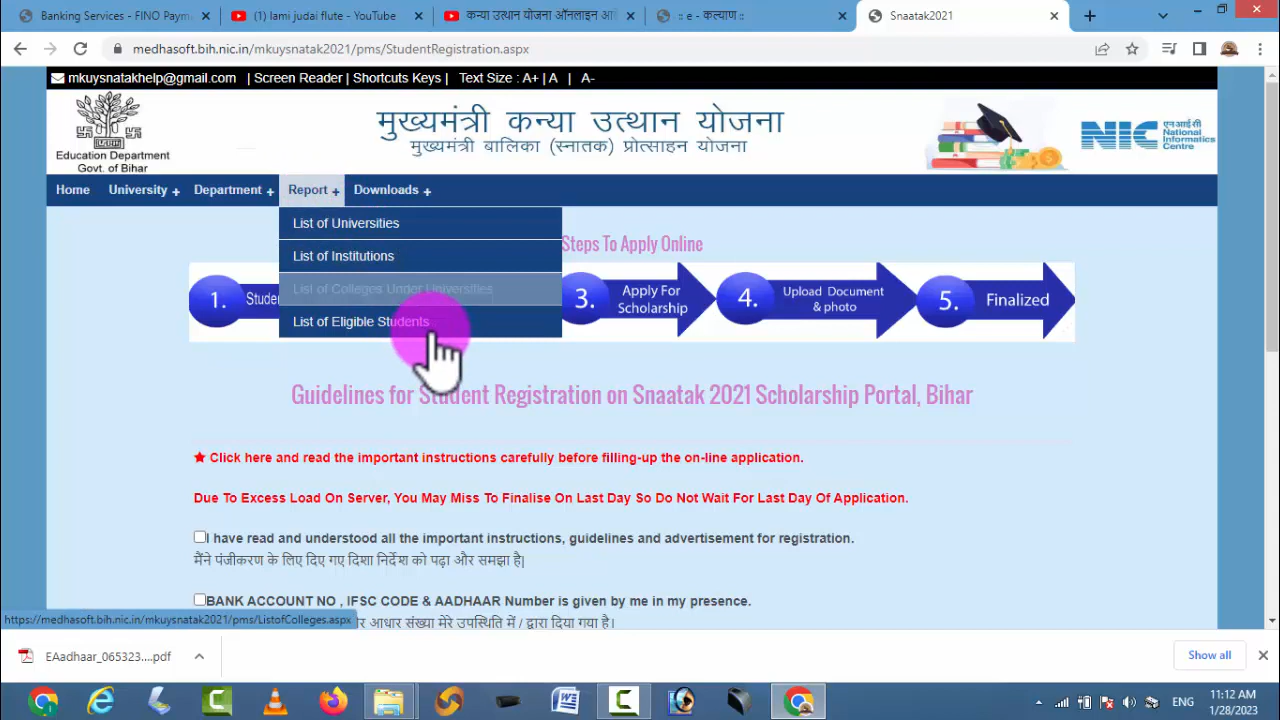 Banking Services - FINO Paym
(1) lami judai flute - YouTube
कन्या उत्थान योजना ऑनलाइन आ
:: e - कल्याण ::
Snaatak2021
medhasoft.bih.nic.in/mkuysnatak2021/pms/StudentRegistration.aspx
mkuysnatakhelp@gmail.com | Screen Reader | Shortcuts Keys | Text Size : A+ | A | A-
Education Department
Govt. of Bihar
मुख्यमंत्री कन्या उत्थान योजना
मुख्यमंत्री बालिका (स्नातक) प्रोत्साहन योजना
NIC एन आई सी
National
Informatics
Centre
Home University + Department + Report + Downloads +
List of Universities
List of Institutions
List of Colleges Under Universities
List of Eligible Students
Steps To Apply Online
1. Stude
3. Apply For
Scholarship
4. Upload Document
& photo
5. Finalized
Guidelines for Student Registration on Snaatak 2021 Scholarship Portal, Bihar
★ Click here and read the important instructions carefully before filling-up the on-line application.
Due To Excess Load On Server, You May Miss To Finalise On Last Day So Do Not Wait For Last Day Of Application.
I have read and understood all the important instructions, guidelines and advertisement for registration.
मैंने पंजीकरण के लिए दिए गए दिशा निर्देश को पढ़ा और समझा है|
BANK ACCOUNT NO , IFSC CODE & AADHAAR Number is given by me in my presence.
र आधार संख्या मेरे उपस्थिति में / द्वारा दिया गया है।
https://medhasoft.bih.nic.in/mkuysnatak2021/pms/ListofColleges.aspx
EAadhaar_065323....pdf
Show all
ENG
11:12 AM
1/28/2023